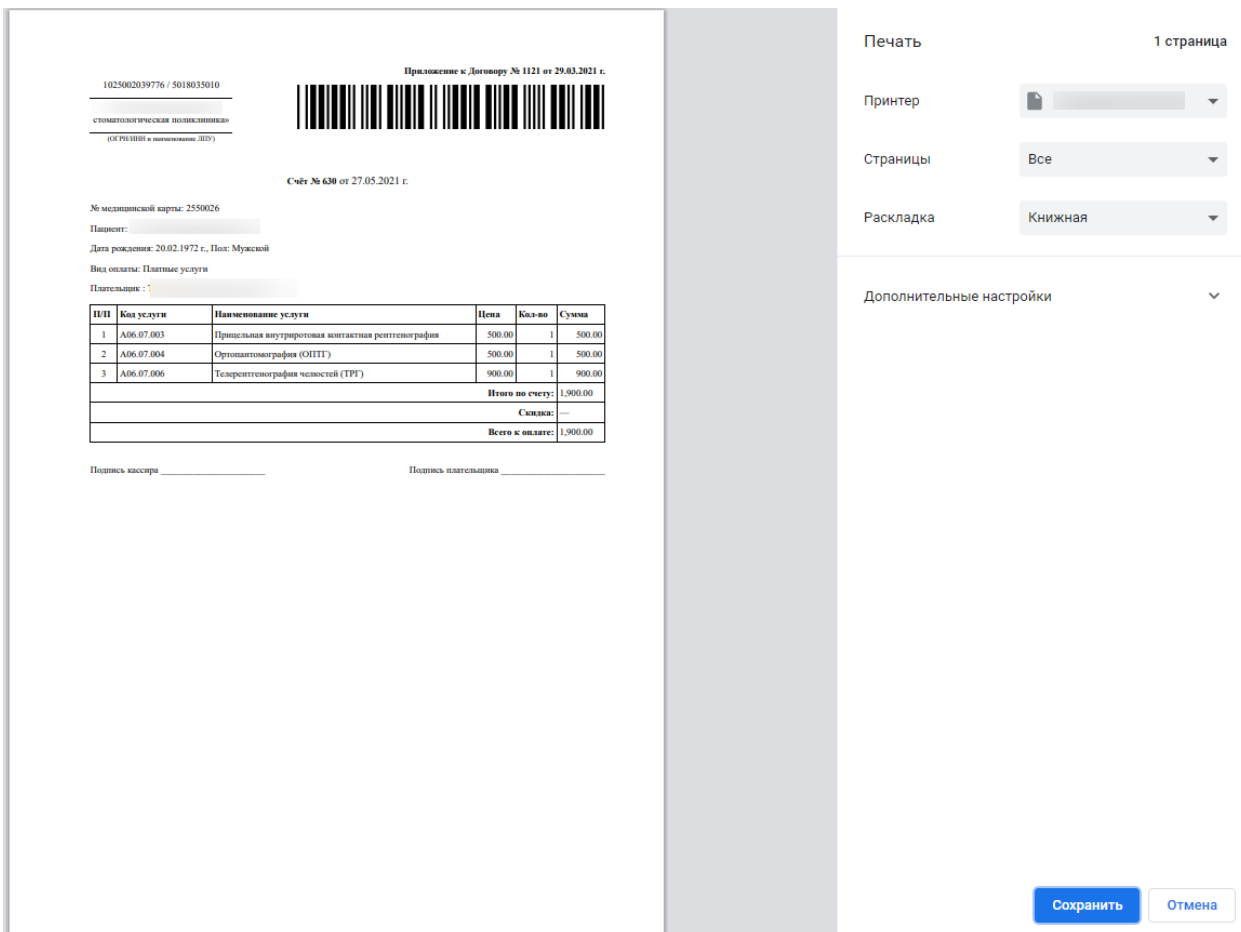 Приложение к Договору № 1121 от 29.03.2021 г.
1025002039776 / 5018035010
стоматологическая поликлиника»
(ОГРН/ИНН и наименование ЛПУ)
Счёт № 630 от 27.05.2021 г.
№ медицинской карты: 2550026
Пациент:
Дата рождения: 20.02.1972 г., Пол: Мужской
Вид оплаты: Платные услуги
Плательщик :
П/П Код услуги Наименование услуги Цена Кол-во Сумма
1 A06.07.003 Прицельная внутриротовая контактная рентгенография 500.00 1 500.00
2 A06.07.004 Ортопантомография (ОПТГ) 500.00 1 500.00
3 A06.07.006 Телерентгенография челюстей (ТРГ) 900.00 1 900.00
Итого по счету: 1,900.00
Скидка: —
Всего к оплате: 1,900.00
Подпись кассира ______________________ Подпись плательщика ______________________
Печать 1 страница
Принтер
Страницы Все
Раскладка Книжная
Дополнительные настройки
Сохранить Отмена